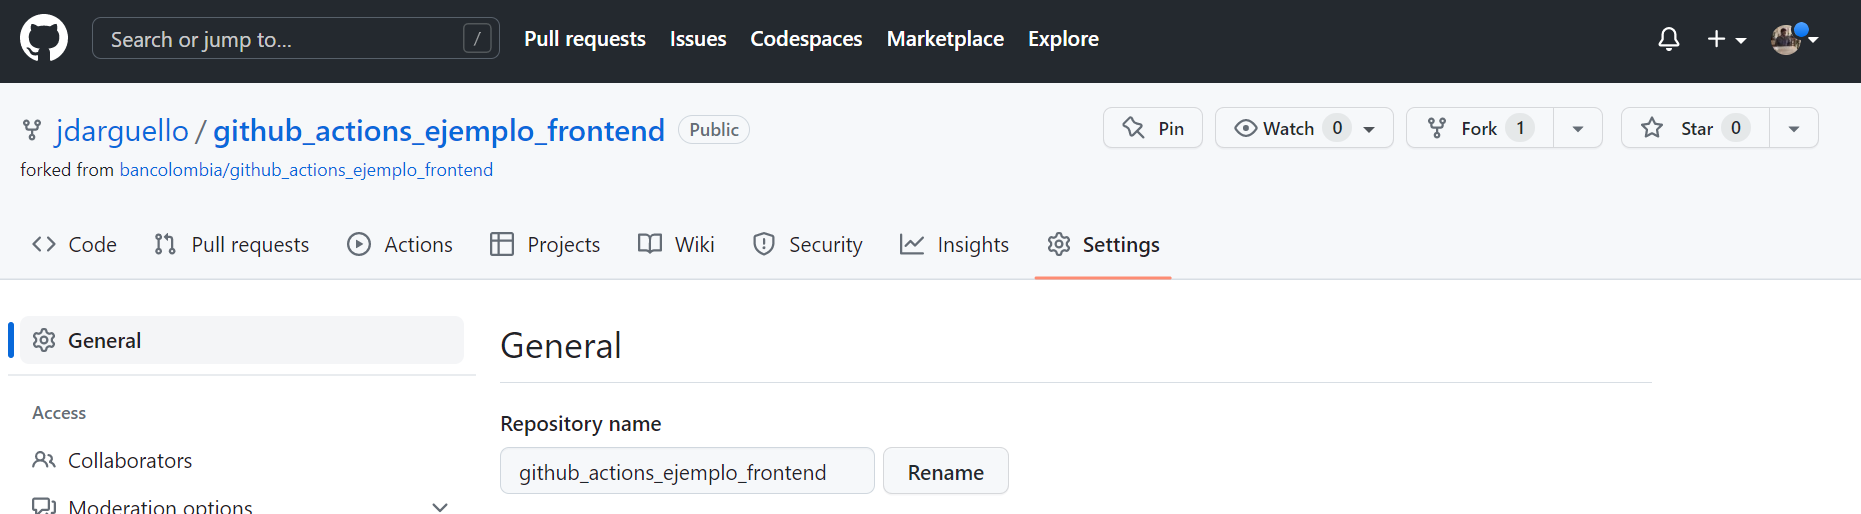 Search or jump to... / Pull requests Issues Codespaces Marketplace Explore
jdarguello / github_actions_ejemplo_frontend Public Pin Watch 0 Fork 1 Star 0
forked from bancolombia/github_actions_ejemplo_frontend
Code Pull requests Actions Projects Wiki Security Insights Settings
General
General
Access
Repository name
Collaborators
github_actions_ejemplo_frontend Rename
Moderation options